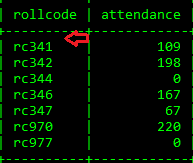 rollcode | attendance
rc341 | 109
rc342 | 198
rc344 | 0
rc346 | 167
rc347 | 67
rc970 | 220
rc977 | 0